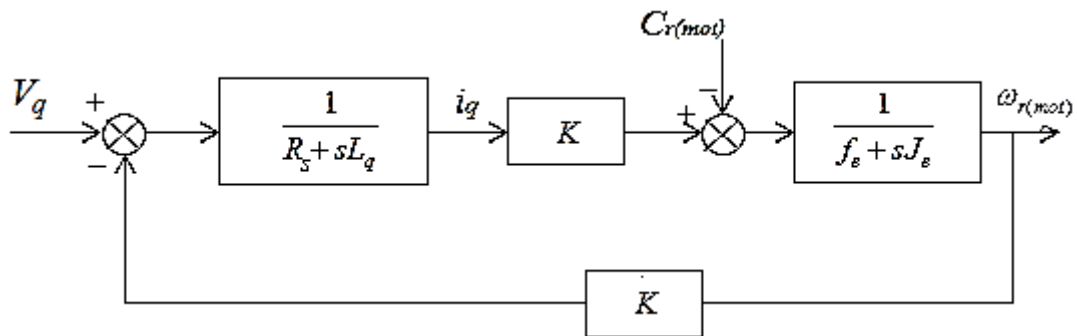 C_{r(mot)}
V_q
+
−
1
R_s + sL_q
i_q
K
+
−
1
f_e + sJ_e
ω_{r(mot)}
K